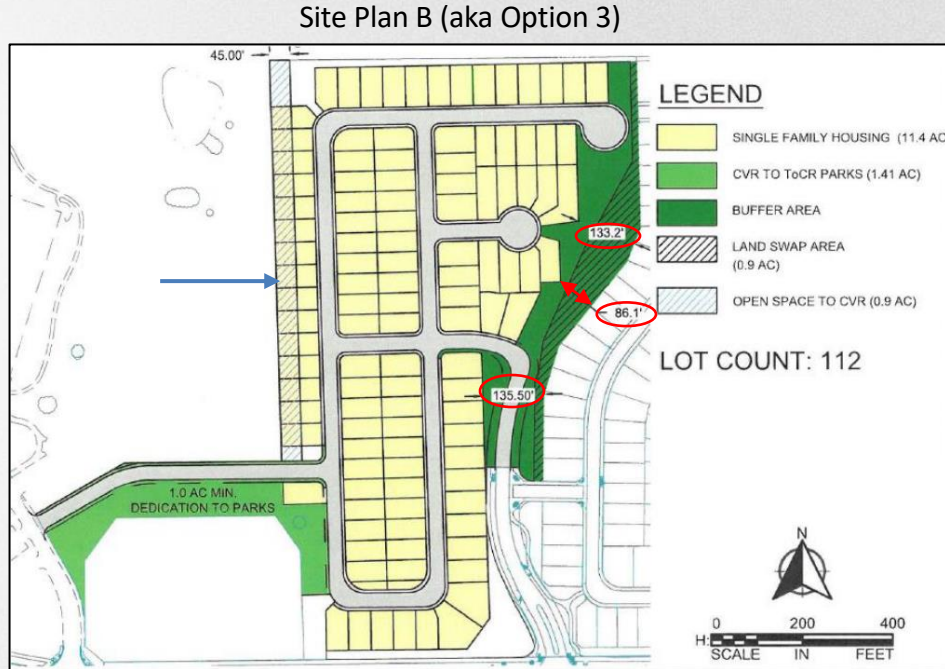 Site Plan B (aka Option 3)
45.00'
LEGEND
SINGLE FAMILY HOUSING (11.4 AC
CVR TO ToCR PARKS (1.41 AC)
BUFFER AREA
LAND SWAP AREA
(0.9 AC)
OPEN SPACE TO CVR (0.9 AC)
LOT COUNT: 112
133.2'
86.1'
135.50'
1.0 AC MIN.
DEDICATION TO PARKS
N
0 200 400
H:
SCALE IN FEET